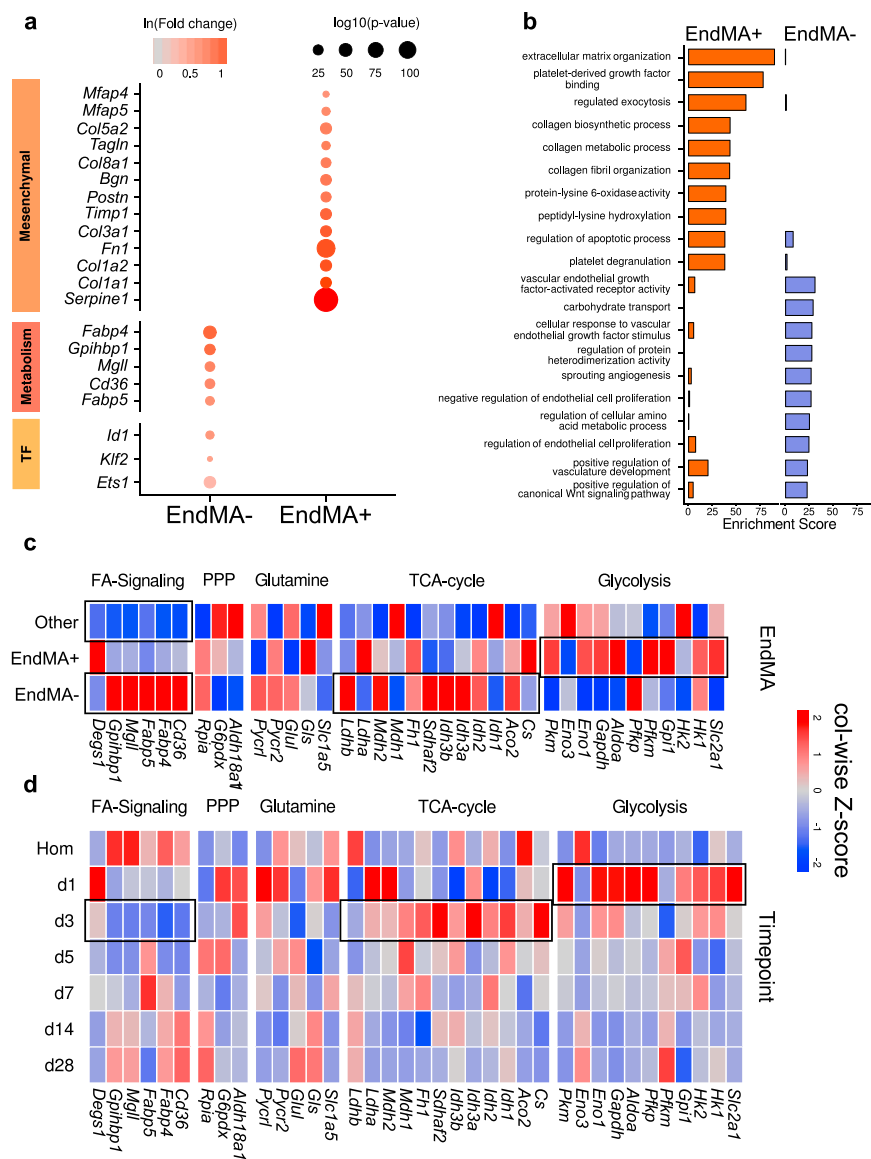 a
ln(Fold change)
0 0.5 1
log10(p-value)
25 50 75 100
Meschymal
Mfap4
Mfap5
Col5a2
Tagln
Col8a1
Bgn
Postn
Timp1
Col3a1
Fn1
Col1a2
Col1a1
Serpine1
Metabolism
Fabp4
Gpihbp1
Mgll
Cd36
Fabp5
TF
Id1
Klf2
Ets1
EndMA- EndMA+
b
EndMA+ EndMA-
extracellular matrix organization
platelet-derived growth factor
binding
regulated exocytosis
collagen biosynthetic process
collagen metabolic process
collagen fibril organization
protein-lysine 6-oxidase activity
peptidyl-lysine hydroxylation
regulation of apoptotic process
platelet degranulation
vascular endothelial growth
factor-activated receptor activity
carbohydrate transport
cellular response to vascular
endothelial growth factor stimulus
regulation of protein
heterodimerization activity
sprouting angiogenesis
negative regulation of endothelial cell proliferation
regulation of cellular amino
acid metabolic process
regulation of endothelial cell proliferation
positive regulation of
vasculature development
positive regulation of
canonical Wnt signaling pathway
0 25 50 75 0 25 50 75
Enrichment Score
c
FA-Signaling PPP Glutamine TCA-cycle Glycolysis
Other
EndMA+
EndMA-
EndMA
Degs1 Gpihbp1 Mgll Fabp5 Fabp4 Cd36 Rpia G6pdx Aldh18a1 Pycrl Pycr2 Glul Gls Slc1a5 Ldhb Ldha Mdh2 Mdh1 Fh1 Sdhaf2 Idh3b Idh3a Idh2 Idh1 Aco2 Cs Pkm Eno3 Eno1 Gapdh Aldoa Pfkp Pfkm Gpi1 Hk2 Hk1 Slc2a1
d
FA-Signaling PPP Glutamine TCA-cycle Glycolysis
Hom
d1
d3
d5
d7
d14
d28
Timepoint
Degs1 Gpihbp1 Mgll Fabp5 Fabp4 Cd36 Rpia G6pdx Aldh18a1 Pycrl Pycr2 Glul Gls Slc1a5 Ldhb Ldha Mdh2 Mdh1 Fh1 Sdhaf2 Idh3b Idh3a Idh2 Idh1 Aco2 Cs Pkm Eno3 Eno1 Gapdh Aldoa Pfkp Pfkm Gpi1 Hk2 Hk1 Slc2a1
2 1 0 -1 -2
col-wise Z-score